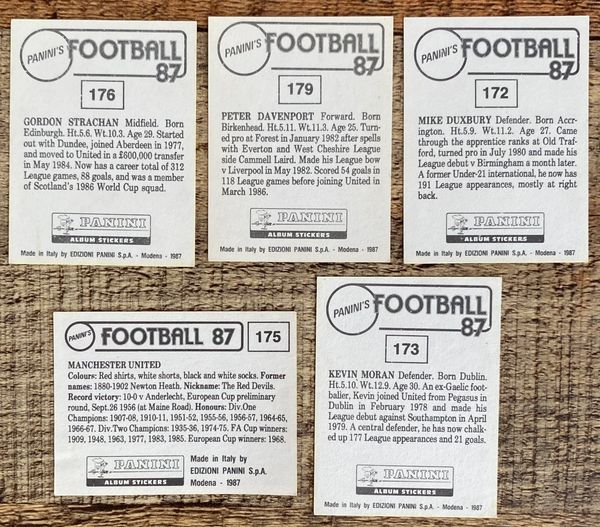 PANINI'S FOOTBALL 87
176
GORDON STRACHAN Midfield. Born
Edinburgh. Ht.5.6. Wt.10.3. Age 29. Started
out with Dundee, joined Aberdeen in 1977,
and moved to United in a £600,000 transfer
in May 1984. Now has a career total of 312
League games, 88 goals, and was a member
of Scotland's 1986 World Cup squad.
PANINI
ALBUM STICKERS
Made in Italy by EDIZIONI PANINI S.p.A. - Modena - 1987
PANINI'S FOOTBALL 87
179
PETER DAVENPORT Forward. Born
Birkenhead. Ht.5.11. Wt.11.3. Age 25. Turn-
ed pro at Forest in January 1982 after spells
with Everton and West Cheshire League
side Cammell Laird. Made his League bow
v Liverpool in May 1982. Scored 54 goals in
118 League games before joining United in
March 1986.
PANINI
ALBUM STICKERS
Made in Italy by EDIZIONI PANINI S.p.A. - Modena - 1987
PANINI'S FOOTBALL 87
172
MIKE DUXBURY Defender. Born Accr-
ington. Ht.5.9. Wt.11.2. Age 27. Came
through the apprentice ranks at Old Traf-
ford, turned pro in July 1980 and made his
League debut v Birmingham a month later.
A former Under-21 international, he now has
191 League appearances, mostly at right
back.
PANINI
ALBUM STICKERS
Made in Italy by EDIZIONI PANINI S.p.A. - Modena - 1987
PANINI'S FOOTBALL 87 175
MANCHESTER UNITED
Colours: Red shirts, white shorts, black and white socks. Former
names: 1880-1902 Newton Heath. Nickname: The Red Devils.
Record victory: 10-0 v Anderlecht, European Cup preliminary
round, Sept.26 1956 (at Maine Road). Honours: Div.One
Champions: 1907-08, 1910-11, 1951-52, 1955-56, 1956-57, 1964-65,
1966-67. Div.Two Champions: 1935-36, 1974-75. FA Cup winners:
1909, 1948, 1963, 1977, 1983, 1985. European Cup winners: 1968.
PANINI
ALBUM STICKERS
Made in Italy by
EDIZIONI PANINI S.p.A.
Modena - 1987
PANINI'S FOOTBALL 87
173
KEVIN MORAN Defender. Born Dublin.
Ht.5.10. Wt.12.9. Age 30. An ex-Gaelic foot-
baller, Kevin joined United from Pegasus in
Dublin in February 1978 and made his
League debut against Southampton in April
1979. A central defender, he has now chalk-
ed up 177 League appearances and 21 goals.
PANINI
ALBUM STICKERS
Made in Italy by EDIZIONI PANINI S.p.A. - Modena - 1987